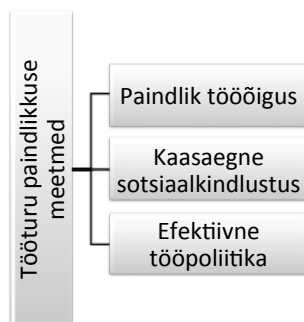 Tööturu paindlikkuse
meetmed
Paindlik tööõigus
Kaasaegne
sotsiaalkindlustus
Efektiivne
tööpoliitika